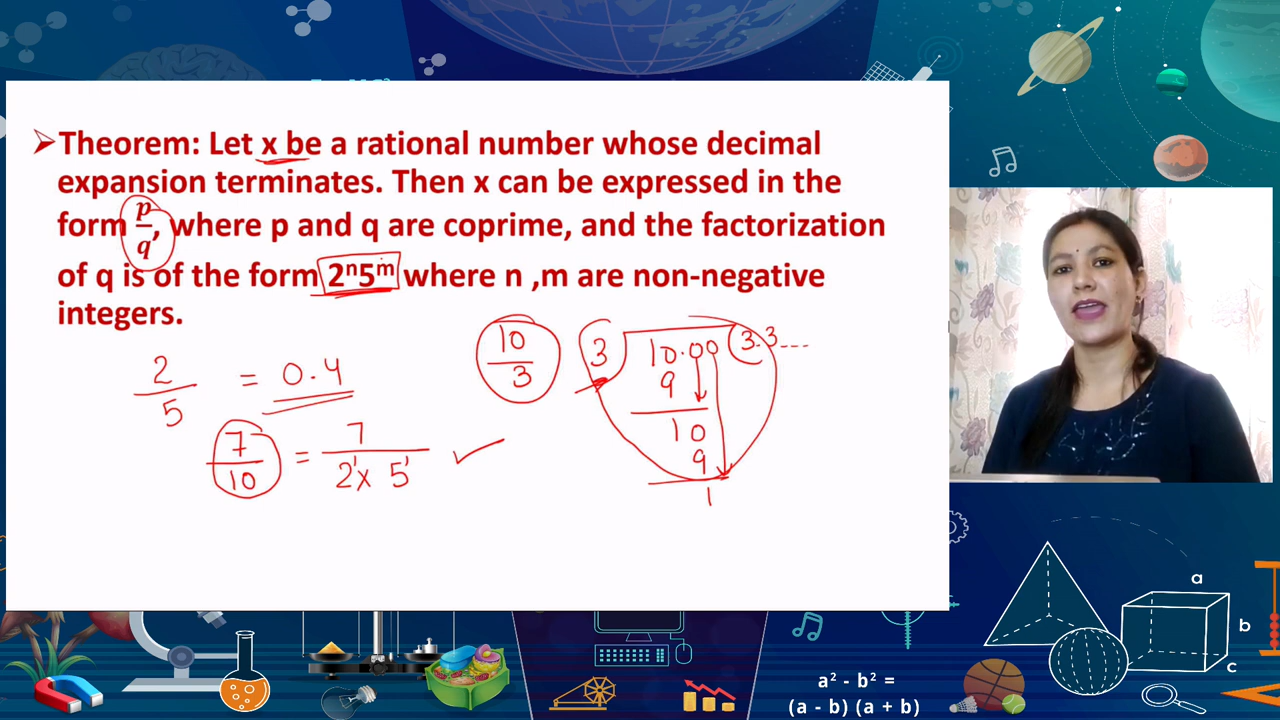 ➢Theorem: Let x be a rational number whose decimal
expansion terminates. Then x can be expressed in the
form p/q, where p and q are coprime, and the factorization
of q is of the form 2ⁿ5ᵐ where n ,m are non-negative
integers.
2/5 = 0.4
7/10 = 7/2¹x 5¹ ✓
10/3
3 10.00 (3.3...
9
10
9
1
a
b
c
a² - b² =
(a - b) (a + b)